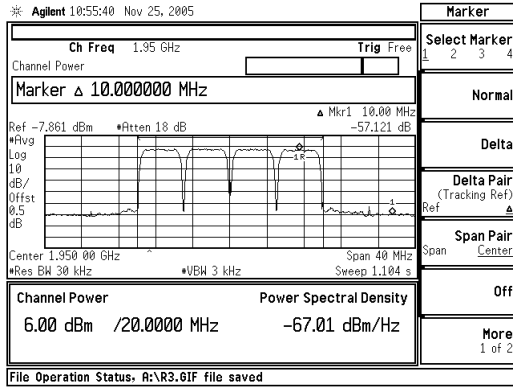 Agilent 10:55:40 Nov 25, 2005
Marker
Ch Freq 1.95 GHz Trig Free
Channel Power
Marker Δ 10.000000 MHz
Δ Mkr1 10.00 MHz
Ref -7.861 dBm #Atten 18 dB -57.121 dB
#Avg
Log
10
dB/
Offst
0.5
dB
1R
1
Center 1.950 00 GHz Span 40 MHz
#Res BW 30 kHz #VBW 3 kHz Sweep 1.104 s
Channel Power Power Spectral Density
6.00 dBm /20.0000 MHz -67.01 dBm/Hz
Select Marker
1 2 3 4
Normal
Delta
Delta Pair
(Tracking Ref)
Ref Δ
Span Pair
Span Center
Off
More
1 of 2
File Operation Status, A:\R3.GIF file saved